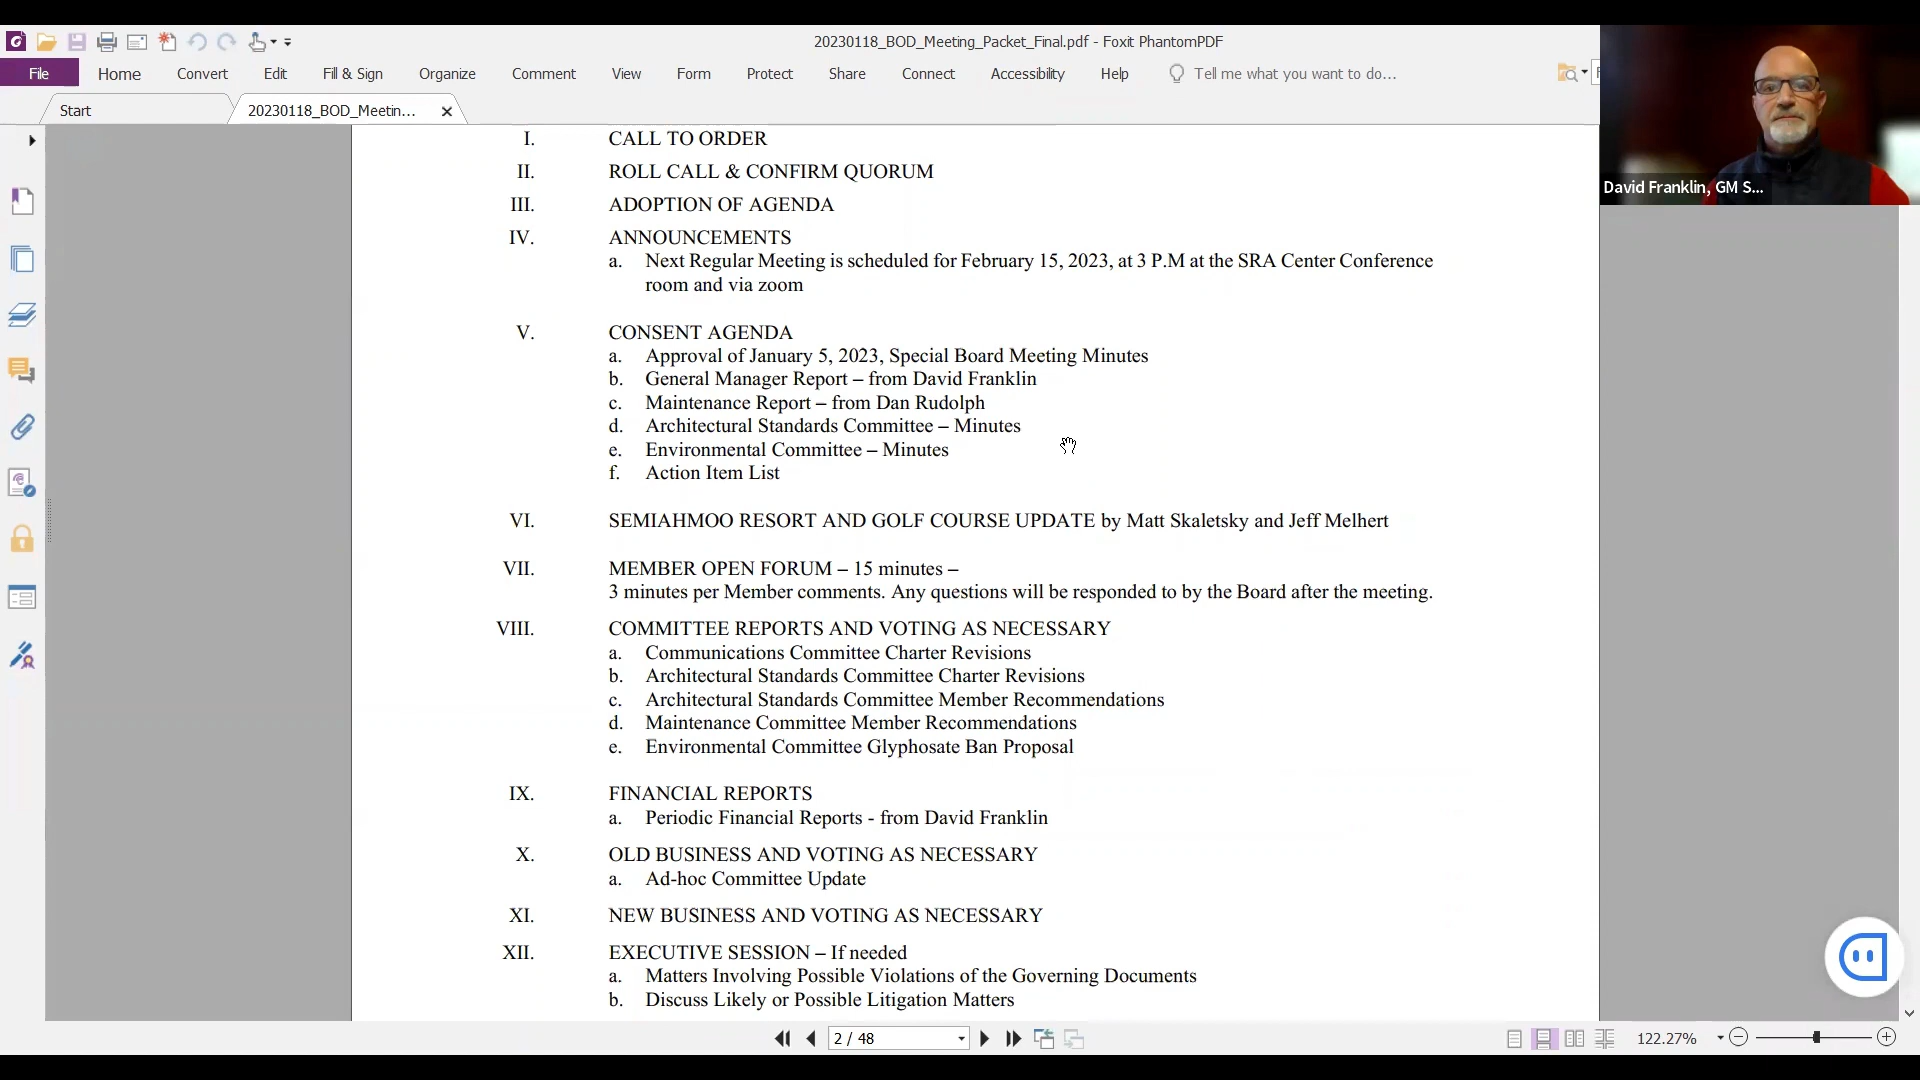 20230118_BOD_Meeting_Packet_Final.pdf - Foxit PhantomPDF
File Home Convert Edit Fill & Sign Organize Comment View Form Protect Share Connect Accessibility Help Tell me what you want to do...
Start 20230118_BOD_Meetin...
David Franklin, GM S...
I. CALL TO ORDER
II. ROLL CALL & CONFIRM QUORUM
III. ADOPTION OF AGENDA
IV. ANNOUNCEMENTS
a. Next Regular Meeting is scheduled for February 15, 2023, at 3 P.M at the SRA Center Conference
room and via zoom
V. CONSENT AGENDA
a. Approval of January 5, 2023, Special Board Meeting Minutes
b. General Manager Report – from David Franklin
c. Maintenance Report – from Dan Rudolph
d. Architectural Standards Committee – Minutes
e. Environmental Committee – Minutes
f. Action Item List
VI. SEMIAHMOO RESORT AND GOLF COURSE UPDATE by Matt Skaletsky and Jeff Melhert
VII. MEMBER OPEN FORUM – 15 minutes –
3 minutes per Member comments. Any questions will be responded to by the Board after the meeting.
VIII. COMMITTEE REPORTS AND VOTING AS NECESSARY
a. Communications Committee Charter Revisions
b. Architectural Standards Committee Charter Revisions
c. Architectural Standards Committee Member Recommendations
d. Maintenance Committee Member Recommendations
e. Environmental Committee Glyphosate Ban Proposal
IX. FINANCIAL REPORTS
a. Periodic Financial Reports - from David Franklin
X. OLD BUSINESS AND VOTING AS NECESSARY
a. Ad-hoc Committee Update
XI. NEW BUSINESS AND VOTING AS NECESSARY
XII. EXECUTIVE SESSION – If needed
a. Matters Involving Possible Violations of the Governing Documents
b. Discuss Likely or Possible Litigation Matters
2 / 48
122.27%